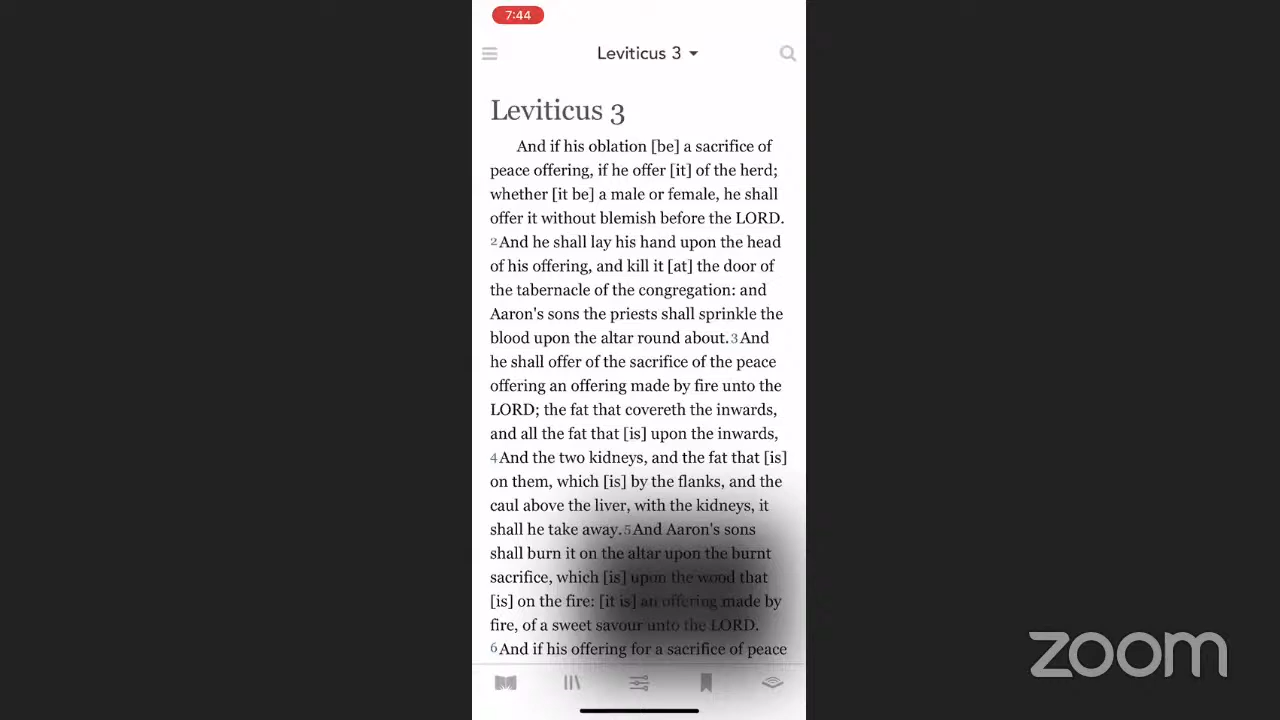 7:44
Leviticus 3
Leviticus 3
And if his oblation [be] a sacrifice of
peace offering, if he offer [it] of the herd;
whether [it be] a male or female, he shall
offer it without blemish before the LORD.
2 And he shall lay his hand upon the head
of his offering, and kill it [at] the door of
the tabernacle of the congregation: and
Aaron's sons the priests shall sprinkle the
blood upon the altar round about. 3 And
he shall offer of the sacrifice of the peace
offering an offering made by fire unto the
LORD; the fat that covereth the inwards,
and all the fat that [is] upon the inwards,
4 And the two kidneys, and the fat that [is]
on them, which [is] by the flanks, and the
caul above the liver, with the kidneys, it
shall he take away. 5 And Aaron's sons
shall burn it on the altar upon the burnt
sacrifice, which [is] upon the wood that
[is] on the fire: [it is] an offering made by
fire, of a sweet savour unto the LORD.
6 And if his offering for a sacrifice of peace
zoom